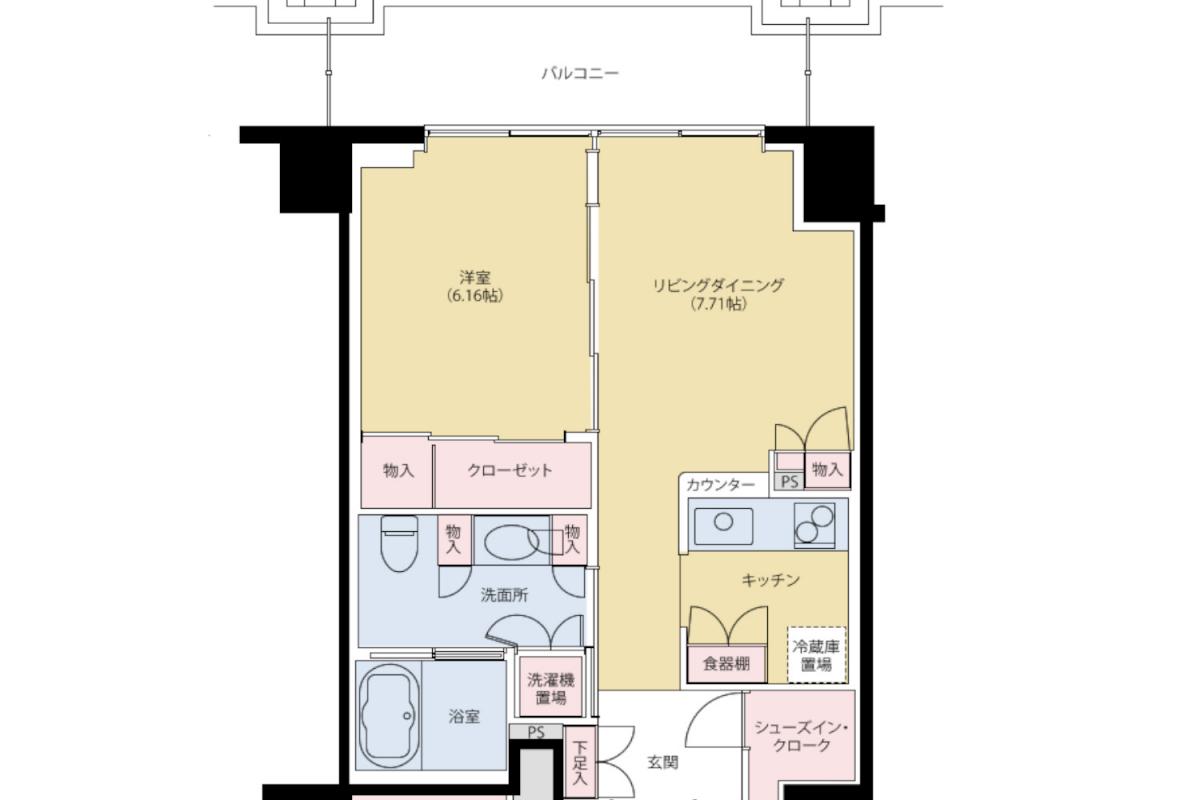 バルコニー
洋室
(6.16帖)
リビングダイニング
(7.71帖)
物入
クローゼット
カウンター
PS
物入
物入
物入
洗面所
キッチン
食器棚
冷蔵庫
置場
洗濯機
置場
浴室
PS
下足入
玄関
シューズイン・
クローク